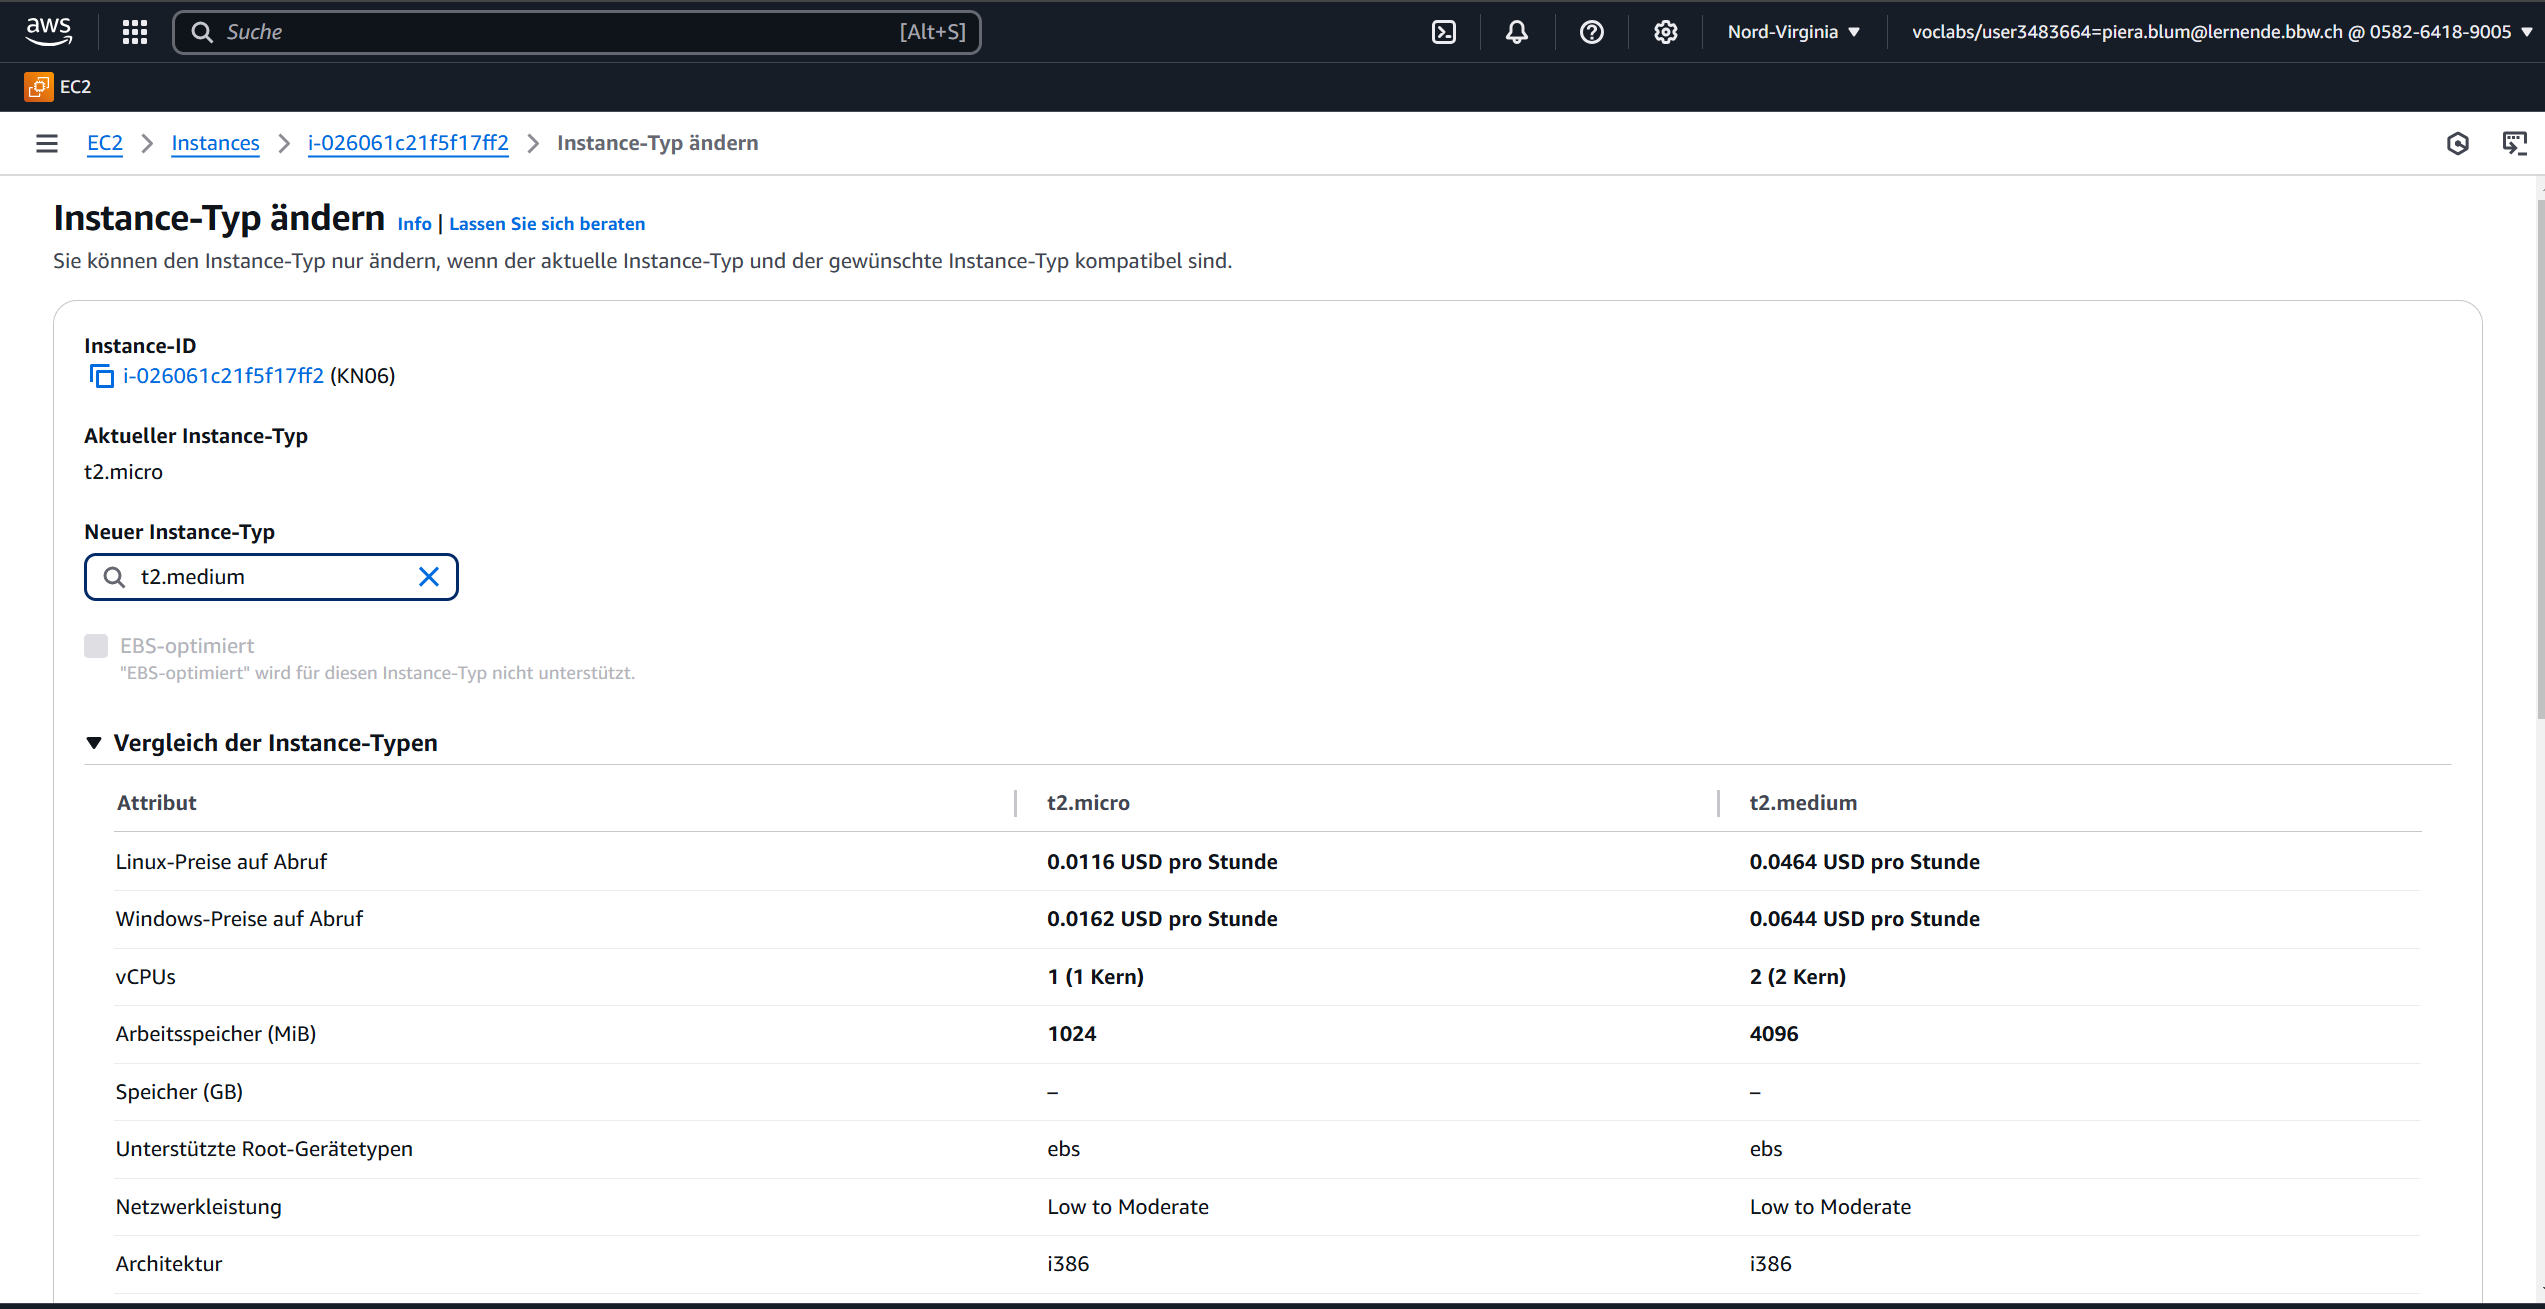 aws
Suche [Alt+S]
Nord-Virginia
voclabs/user3483664=piera.blum@lernende.bbw.ch @ 0582-6418-9005
EC2
EC2 Instances i-026061c21f5f17ff2 Instance-Typ ändern
Instance-Typ ändern Info | Lassen Sie sich beraten
Sie können den Instance-Typ nur ändern, wenn der aktuelle Instance-Typ und der gewünschte Instance-Typ kompatibel sind.
Instance-ID
i-026061c21f5f17ff2 (KN06)
Aktueller Instance-Typ
t2.micro
Neuer Instance-Typ
t2.medium
EBS-optimiert
"EBS-optimiert" wird für diesen Instance-Typ nicht unterstützt.
Vergleich der Instance-Typen
Attribut t2.micro t2.medium
Linux-Preise auf Abruf 0.0116 USD pro Stunde 0.0464 USD pro Stunde
Windows-Preise auf Abruf 0.0162 USD pro Stunde 0.0644 USD pro Stunde
vCPUs 1 (1 Kern) 2 (2 Kern)
Arbeitsspeicher (MiB) 1024 4096
Speicher (GB) – –
Unterstützte Root-Gerätetypen ebs ebs
Netzwerkleistung Low to Moderate Low to Moderate
Architektur i386 i386